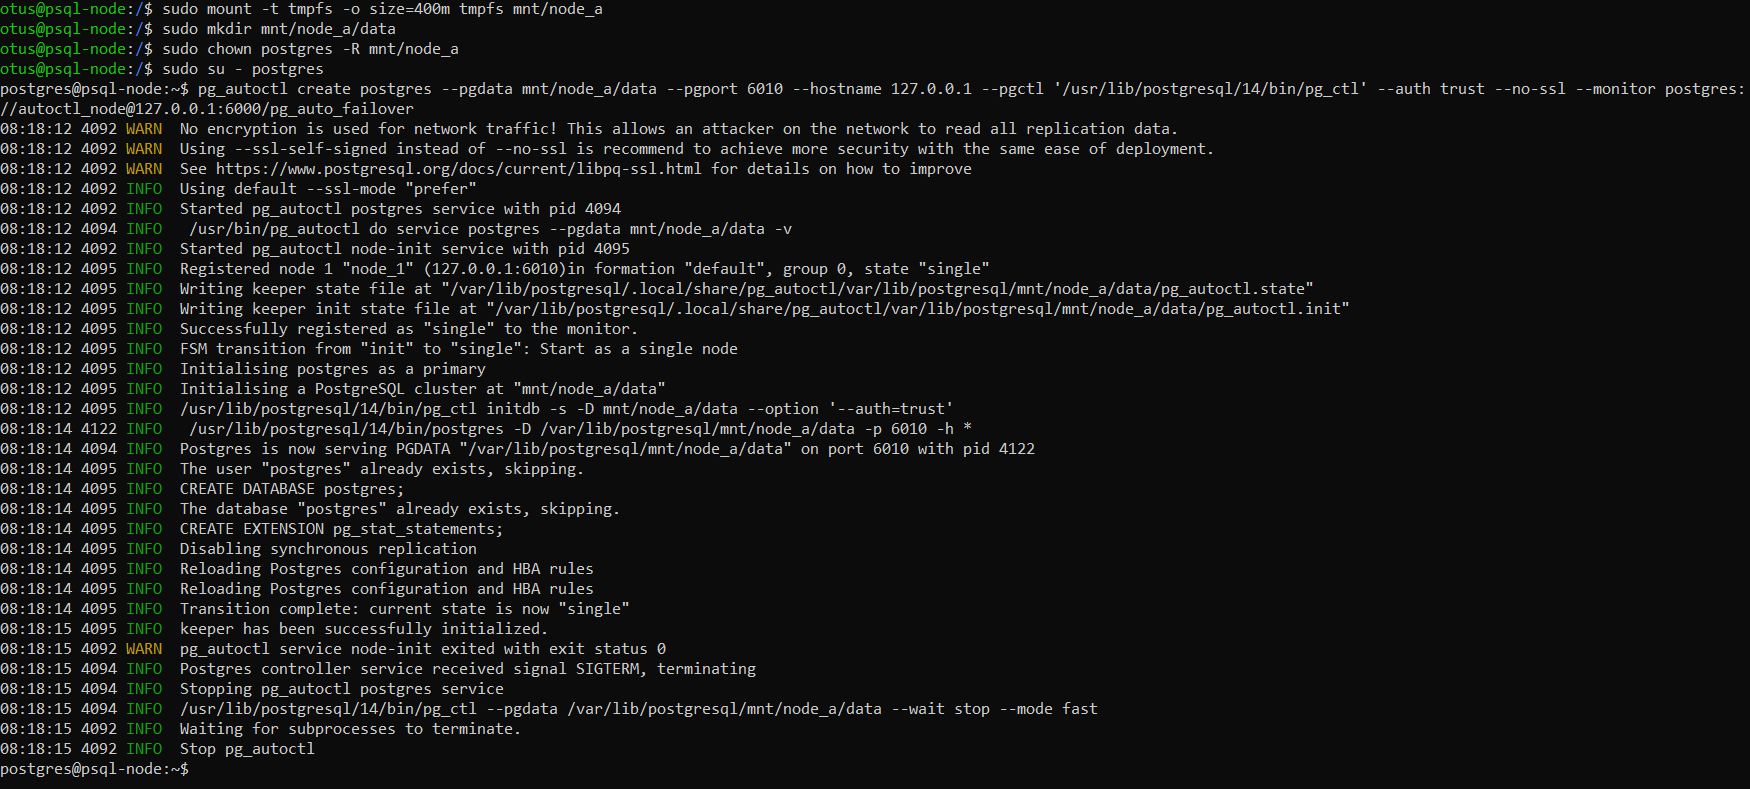 otus@psql-node:/$ sudo mount -t tmpfs -o size=400m tmpfs mnt/node_a
otus@psql-node:/$ sudo mkdir mnt/node_a/data
otus@psql-node:/$ sudo chown postgres -R mnt/node_a
otus@psql-node:/$ sudo su - postgres
postgres@psql-node:~$ pg_autoctl create postgres --pgdata mnt/node_a/data --pgport 6010 --hostname 127.0.0.1 --pgctl '/usr/lib/postgresql/14/bin/pg_ctl' --auth trust --no-ssl --monitor postgres:
//autoctl_node@127.0.0.1:6000/pg_auto_failover
08:18:12 4092 WARN  No encryption is used for network traffic! This allows an attacker on the network to read all replication data.
08:18:12 4092 WARN  Using --ssl-self-signed instead of --no-ssl is recommend to achieve more security with the same ease of deployment.
08:18:12 4092 WARN  See https://www.postgresql.org/docs/current/libpq-ssl.html for details on how to improve
08:18:12 4092 INFO  Using default --ssl-mode "prefer"
08:18:12 4092 INFO  Started pg_autoctl postgres service with pid 4094
08:18:12 4094 INFO   /usr/bin/pg_autoctl do service postgres --pgdata mnt/node_a/data -v
08:18:12 4092 INFO  Started pg_autoctl node-init service with pid 4095
08:18:12 4095 INFO  Registered node 1 "node_1" (127.0.0.1:6010)in formation "default", group 0, state "single"
08:18:12 4095 INFO  Writing keeper state file at "/var/lib/postgresql/.local/share/pg_autoctl/var/lib/postgresql/mnt/node_a/data/pg_autoctl.state"
08:18:12 4095 INFO  Writing keeper init state file at "/var/lib/postgresql/.local/share/pg_autoctl/var/lib/postgresql/mnt/node_a/data/pg_autoctl.init"
08:18:12 4095 INFO  Successfully registered as "single" to the monitor.
08:18:12 4095 INFO  FSM transition from "init" to "single": Start as a single node
08:18:12 4095 INFO  Initialising postgres as a primary
08:18:12 4095 INFO  Initialising a PostgreSQL cluster at "mnt/node_a/data"
08:18:12 4095 INFO  /usr/lib/postgresql/14/bin/pg_ctl initdb -s -D mnt/node_a/data --option '--auth=trust'
08:18:14 4122 INFO   /usr/lib/postgresql/14/bin/postgres -D /var/lib/postgresql/mnt/node_a/data -p 6010 -h *
08:18:14 4094 INFO  Postgres is now serving PGDATA "/var/lib/postgresql/mnt/node_a/data" on port 6010 with pid 4122
08:18:14 4095 INFO  The user "postgres" already exists, skipping.
08:18:14 4095 INFO  CREATE DATABASE postgres;
08:18:14 4095 INFO  The database "postgres" already exists, skipping.
08:18:14 4095 INFO  CREATE EXTENSION pg_stat_statements;
08:18:14 4095 INFO  Disabling synchronous replication
08:18:14 4095 INFO  Reloading Postgres configuration and HBA rules
08:18:14 4095 INFO  Reloading Postgres configuration and HBA rules
08:18:14 4095 INFO  Transition complete: current state is now "single"
08:18:15 4095 INFO  keeper has been successfully initialized.
08:18:15 4092 WARN  pg_autoctl service node-init exited with exit status 0
08:18:15 4094 INFO  Postgres controller service received signal SIGTERM, terminating
08:18:15 4094 INFO  Stopping pg_autoctl postgres service
08:18:15 4094 INFO  /usr/lib/postgresql/14/bin/pg_ctl --pgdata /var/lib/postgresql/mnt/node_a/data --wait stop --mode fast
08:18:15 4092 INFO  Waiting for subprocesses to terminate.
08:18:15 4092 INFO  Stop pg_autoctl
postgres@psql-node:~$